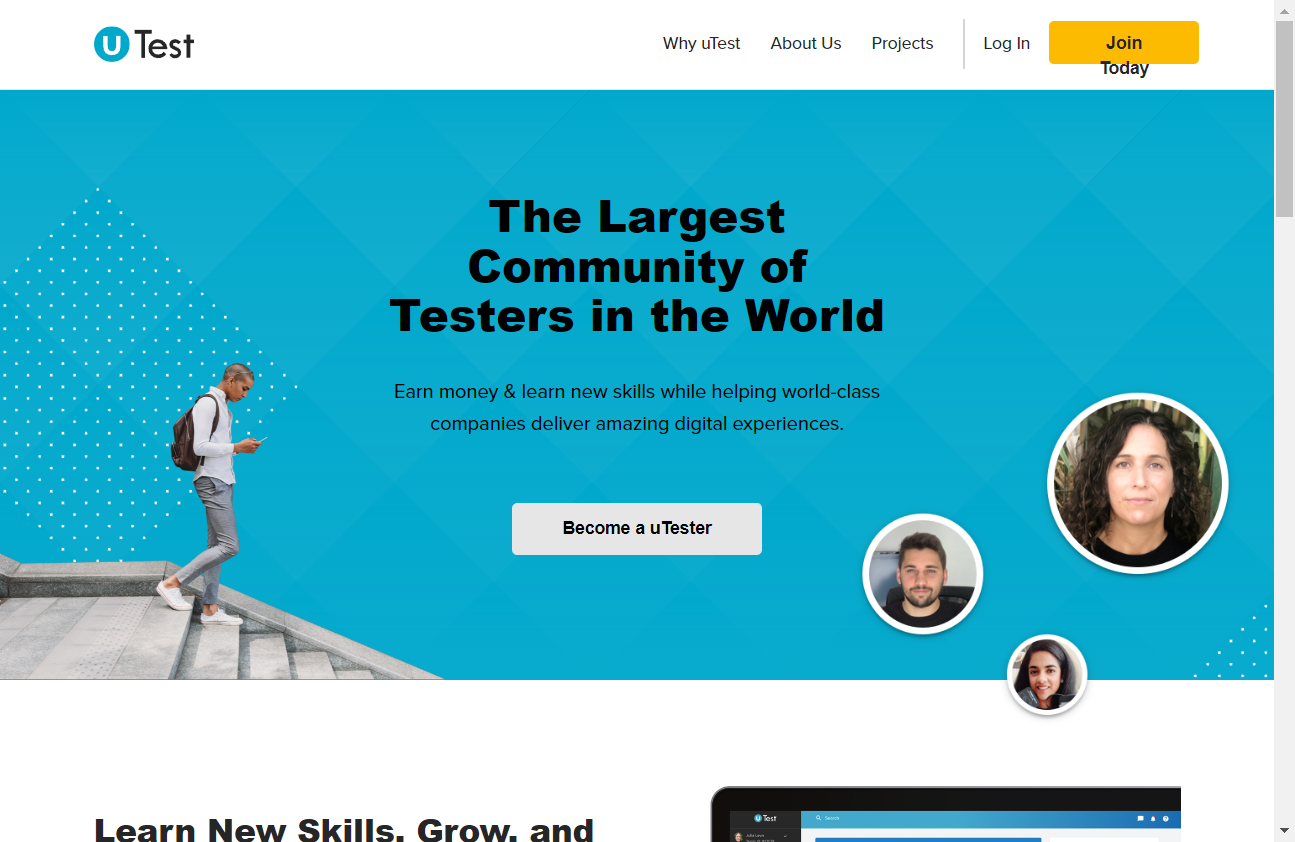 u Test
Why uTest
About Us
Projects
Log In
Join
Today
The Largest
Community of
Testers in the World
Earn money & learn new skills while helping world-class
companies deliver amazing digital experiences.
Become a uTester
Learn New Skills, Grow, and
u Test
Search